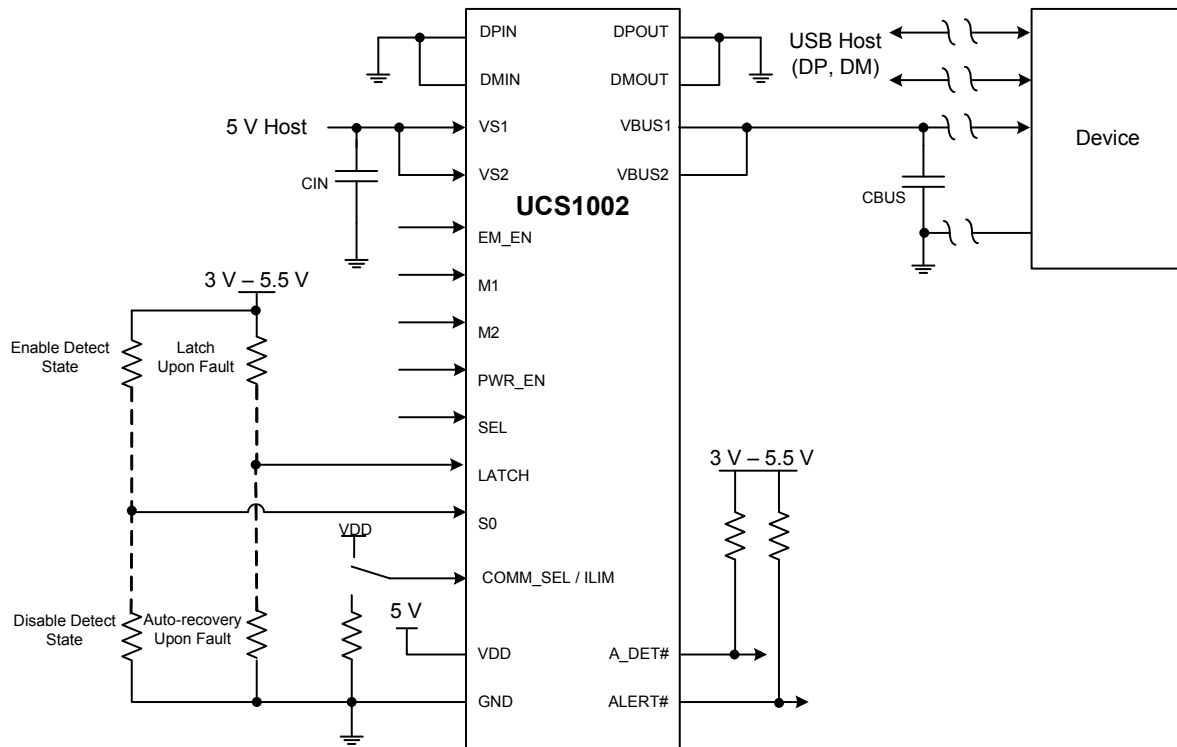 DPIN
DPOUT
USB Host
(DP, DM)
DMIN
DMOUT
5 V Host
VS1
VBUS1
Device
CIN
VS2
VBUS2
CBUS
UCS1002
EM_EN
3 V – 5.5 V
M1
Enable Detect
State
Latch
Upon Fault
M2
PWR_EN
SEL
LATCH
3 V – 5.5 V
S0
VDD
COMM_SEL / ILIM
Disable Detect
State
Auto-recovery
Upon Fault
5 V
VDD
A_DET#
GND
ALERT#